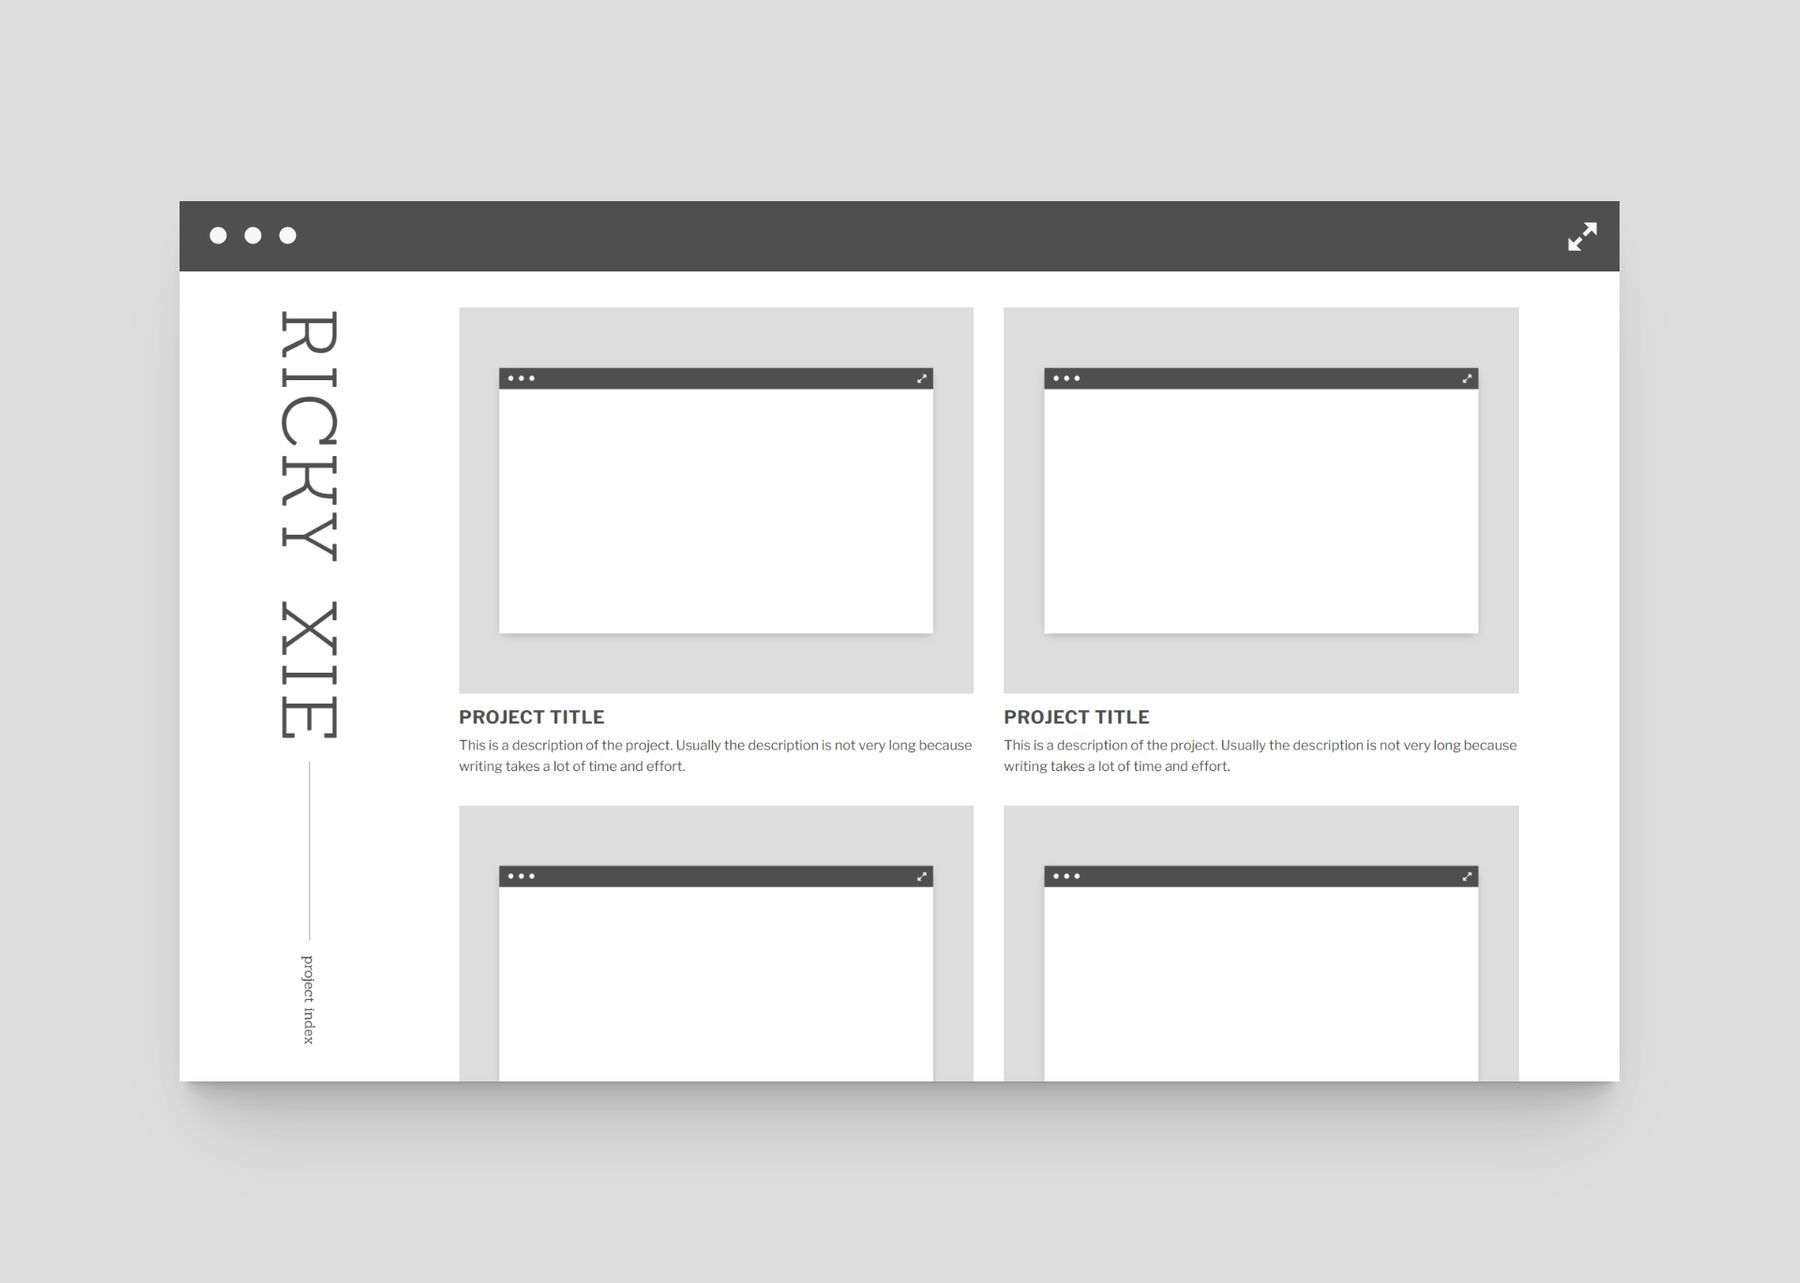 RICKY XIE
project index
PROJECT TITLE
This is a description of the project. Usually the description is not very long because
writing takes a lot of time and effort.
PROJECT TITLE
This is a description of the project. Usually the description is not very long because
writing takes a lot of time and effort.